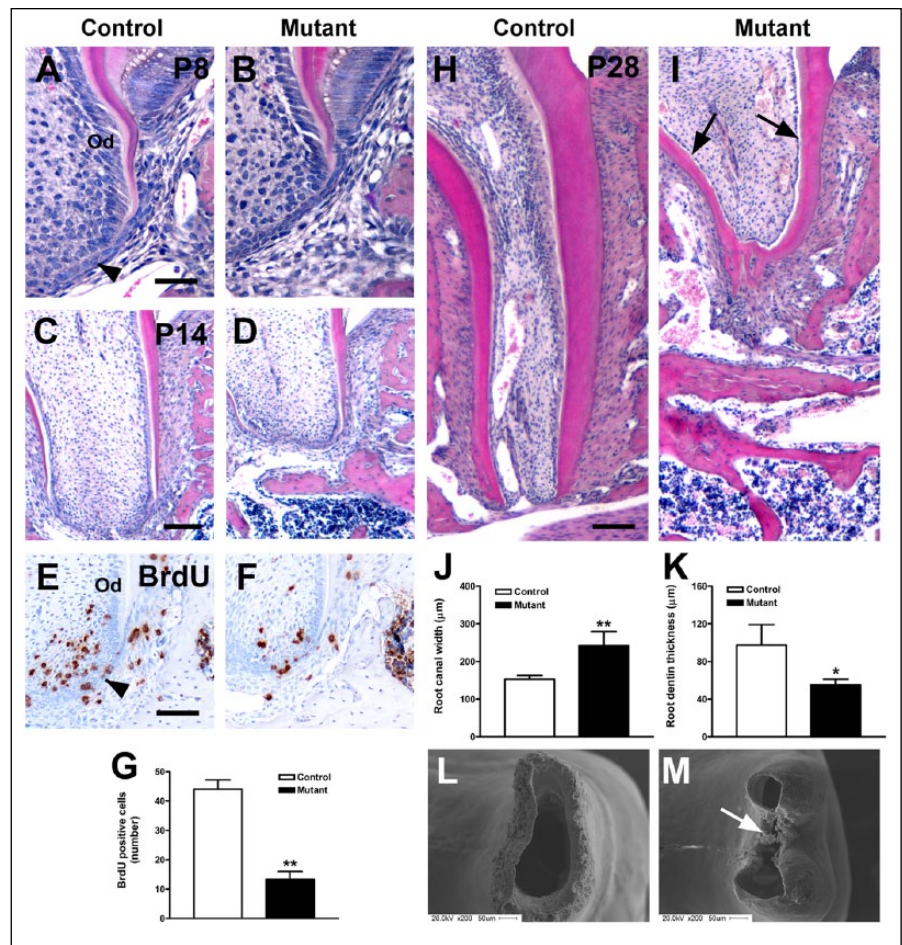 Control
Mutant
Control
Mutant
A
P8
B
H
P28
I
Od
C
P14
D
E
Od
BrdU
F
J
Control
Mutant
Root canal width (µm)
400
300
200
100
0
**
K
Control
Mutant
Root dentin thickness (µm)
160
120
80
40
0
*
G
Control
Mutant
BrdU positive cells
(number)
50
40
30
20
10
0
**
L
20.0kV x200 50µm
M
20.0kV x200 50µm